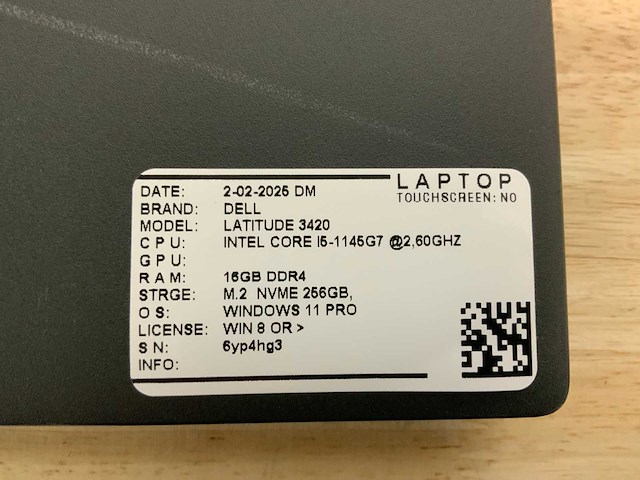 LAPTOP
TOUCHSCREEN: NO
DATE: 2-02-2025 DM
BRAND: DELL
MODEL: LATITUDE 3420
CPU: INTEL CORE I5-1145G7 @2,60GHZ
GPU:
RAM: 16GB DDR4
STRGE: M.2 NVME 256GB,
OS: WINDOWS 11 PRO
LICENSE: WIN 8 OR >
SN: 6yp4hg3
INFO: